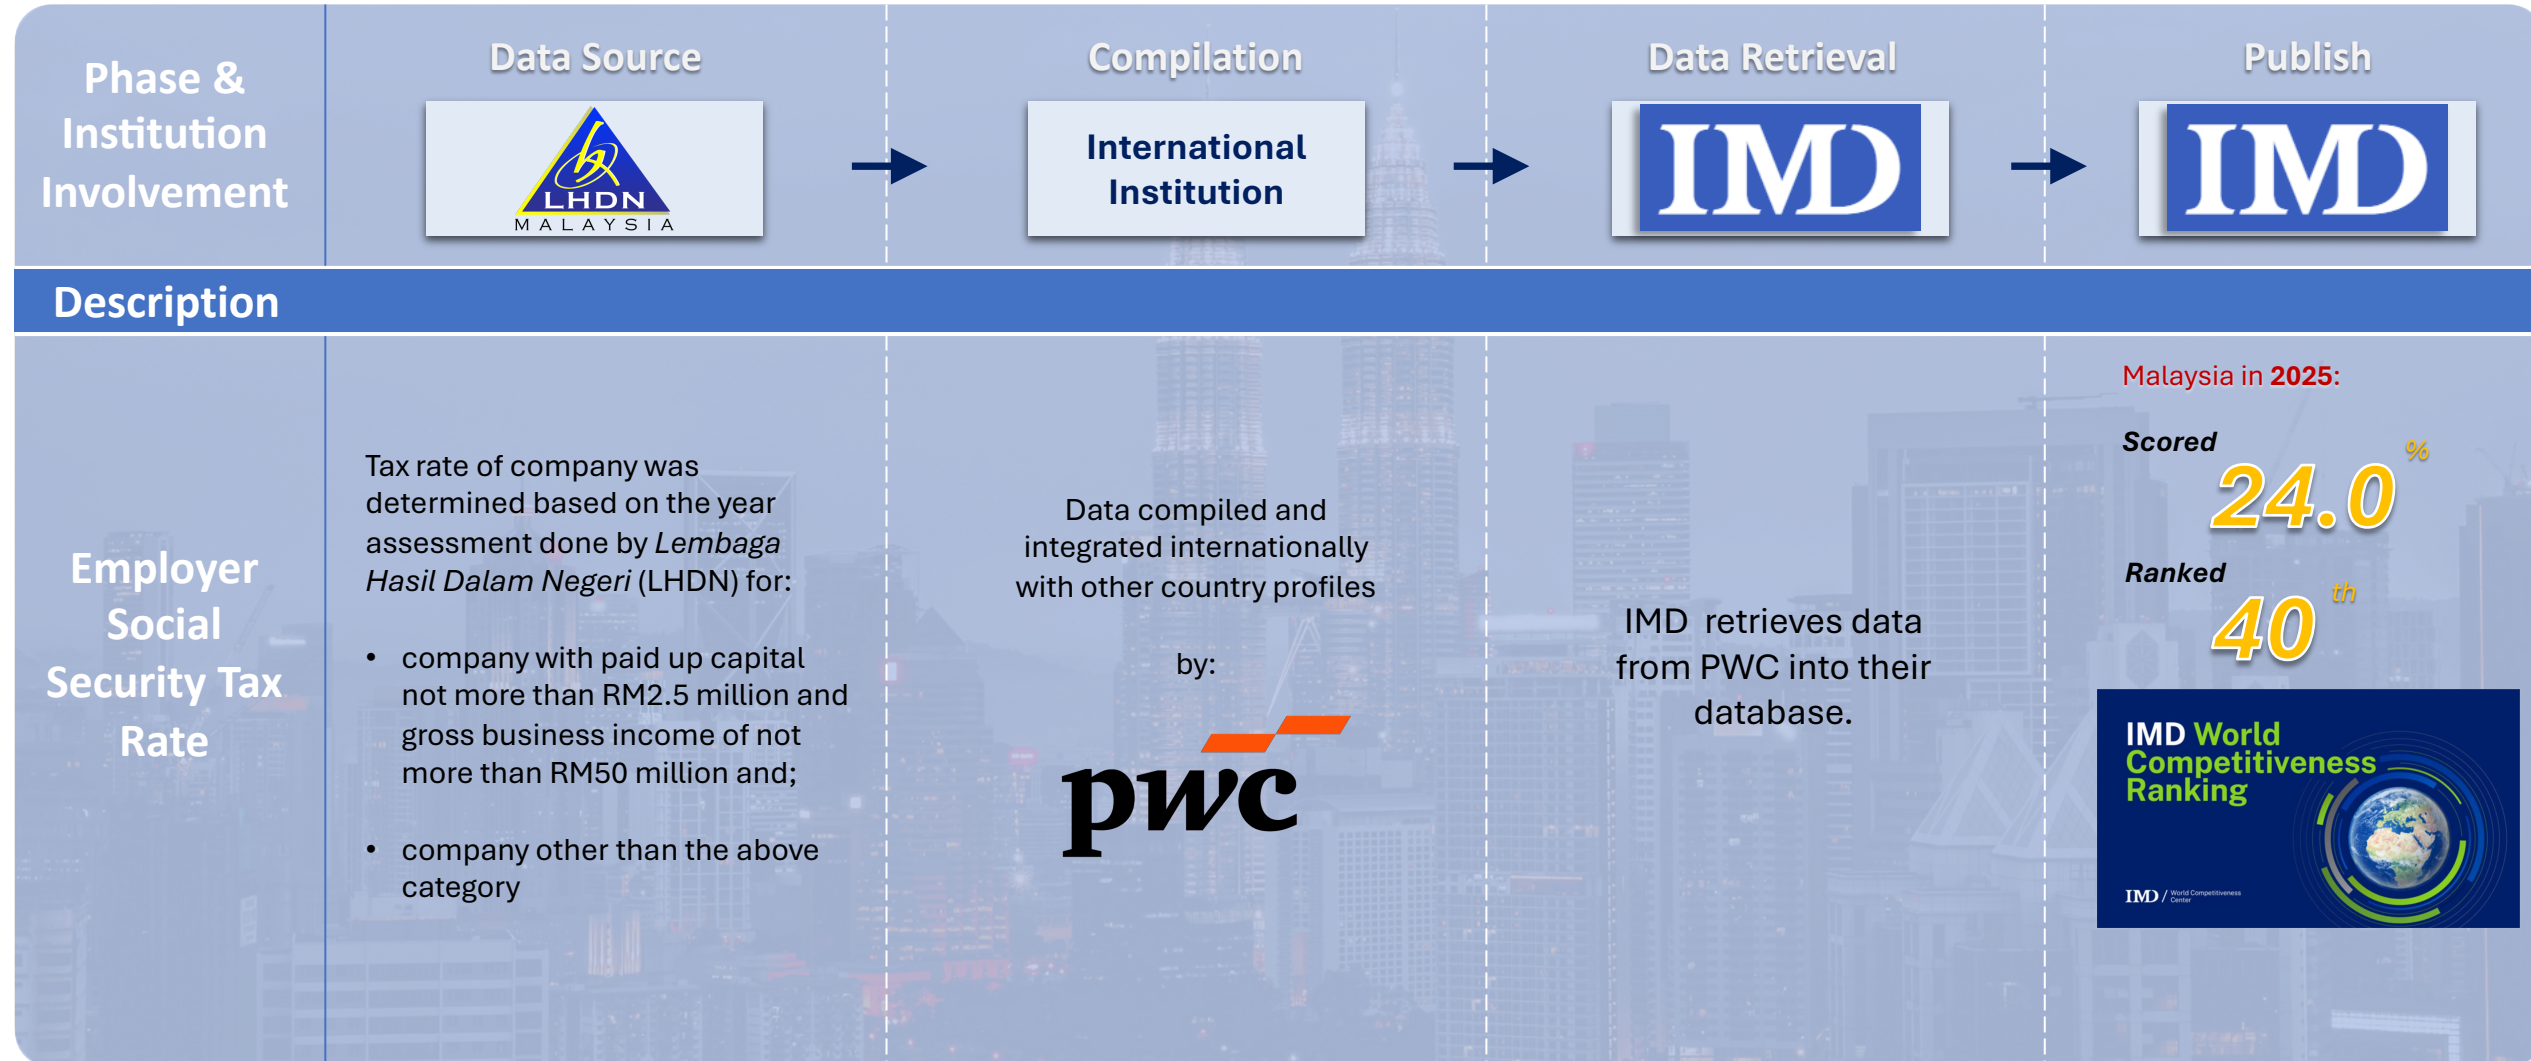 Phase &
Institution
Involvement
Data Source
LHDN
MALAYSIA
Compilation
International
Institution
Data Retrieval
IMD
Publish
IMD
Description
Employer
Social
Security Tax
Rate
Tax rate of company was
determined based on the year
assessment done by Lembaga
Hasil Dalam Negeri (LHDN) for:
• company with paid up capital
not more than RM2.5 million and
gross business income of not
more than RM50 million and;
• company other than the above
category
Data compiled and
integrated internationally
with other country profiles
by:
pwc
IMD retrieves data
from PWC into their
database.
Malaysia in 2025:
Scored
24.0 %
Ranked
40 th
IMD World
Competitiveness
Ranking
IMD / World Competitiveness
Center